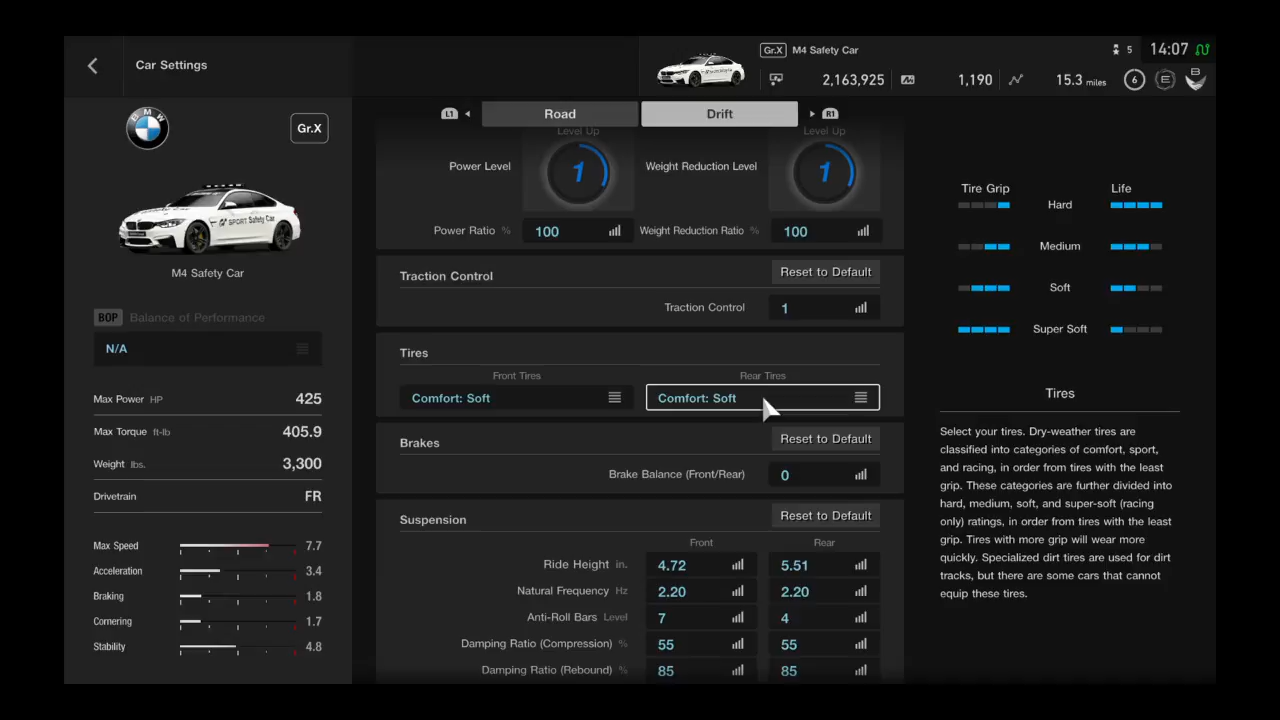 Car Settings
Gr.X M4 Safety Car
5 14:07
2,163,925 1,190 15.3 miles 6 E B
BMW
Gr.X
SPORT Safety Car
M4 Safety Car
BOP Balance of Performance
N/A
Max Power HP 425
Max Torque ft-lb 405.9
Weight lbs. 3,300
Drivetrain FR
Max Speed 7.7
Acceleration 3.4
Braking 1.8
Cornering 1.7
Stability 4.8
L1 Road Drift R1
Level Up Level Up
Power Level 1 Weight Reduction Level 1
Power Ratio % 100 Weight Reduction Ratio % 100
Traction Control Reset to Default
Traction Control 1
Tires
Front Tires Rear Tires
Comfort: Soft Comfort: Soft
Brakes Reset to Default
Brake Balance (Front/Rear) 0
Suspension Reset to Default
Front Rear
Ride Height in. 4.72 5.51
Natural Frequency Hz 2.20 2.20
Anti-Roll Bars Level 7 4
Damping Ratio (Compression) % 55 55
Damping Ratio (Rebound) % 85 85
Tire Grip Life
Hard
Medium
Soft
Super Soft
Tires
Select your tires. Dry-weather tires are
classified into categories of comfort, sport,
and racing, in order from tires with the least
grip. These categories are further divided into
hard, medium, soft, and super-soft (racing
only) ratings, in order from tires with the least
grip. Tires with more grip will wear more
quickly. Specialized dirt tires are used for dirt
tracks, but there are some cars that cannot
equip these tires.